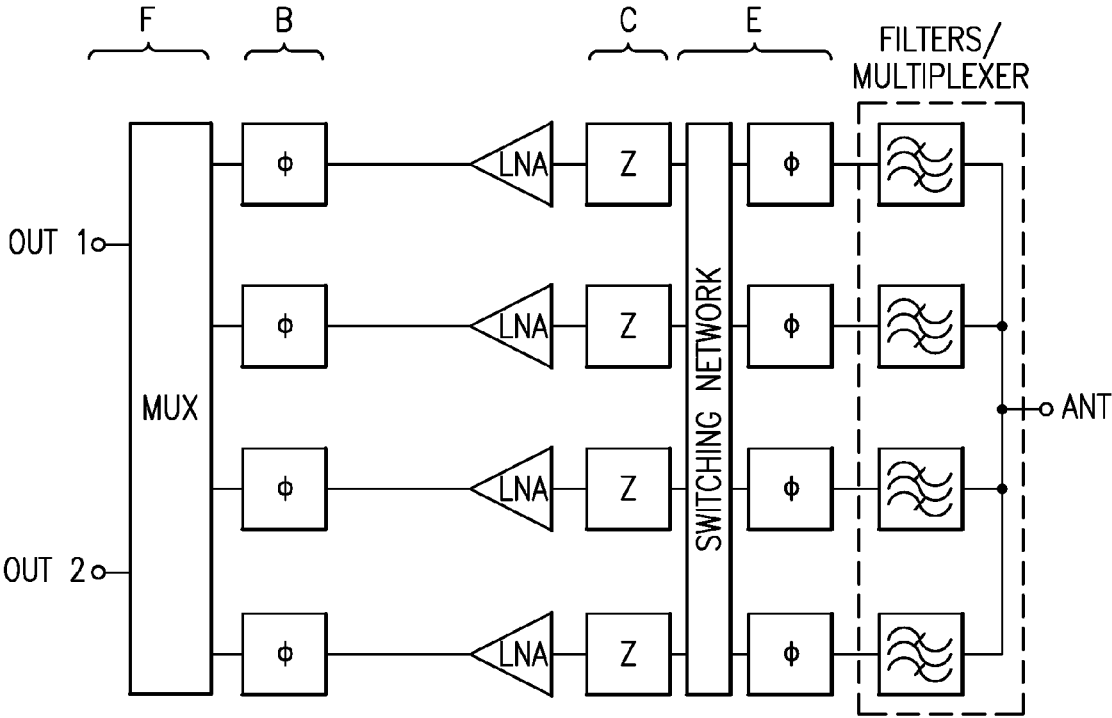 F B C E
FILTERS/
MULTIPLEXER
ϕ LNA Z ϕ
OUT 1
ϕ LNA Z ϕ
MUX
SWITCHING NETWORK
ANT
ϕ LNA Z ϕ
OUT 2
ϕ LNA Z ϕ